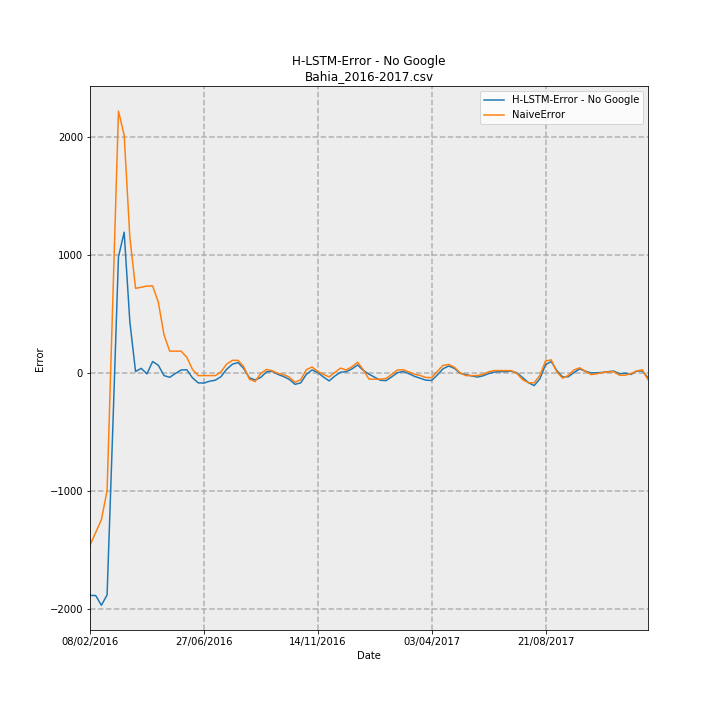 H-LSTM-Error - No Google
Bahia_2016-2017.csv
H-LSTM-Error - No Google
NaiveError
2000
1000
0
−1000
−2000
Error
08/02/2016
27/06/2016
14/11/2016
03/04/2017
21/08/2017
Date